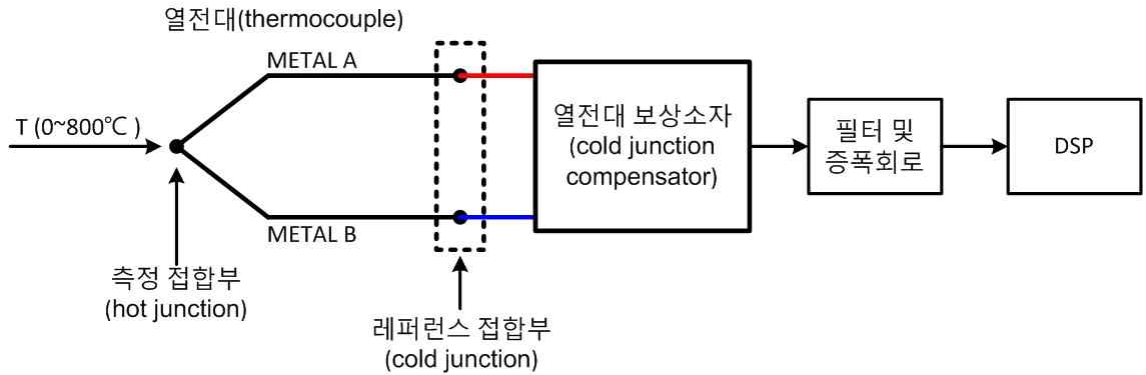 열전대(thermocouple)
METAL A
T (0~800℃ )
METAL B
측정 접합부
(hot junction)
레퍼런스 접합부
(cold junction)
열전대 보상소자
(cold junction
compensator)
필터 및
증폭회로
DSP